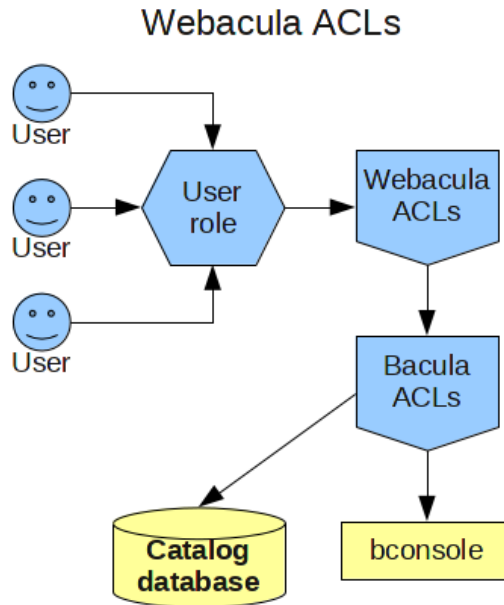 Webacula ACLs
User
User
role
Webacula
ACLs
User
User
Bacula
ACLs
Catalog
database
bconsole